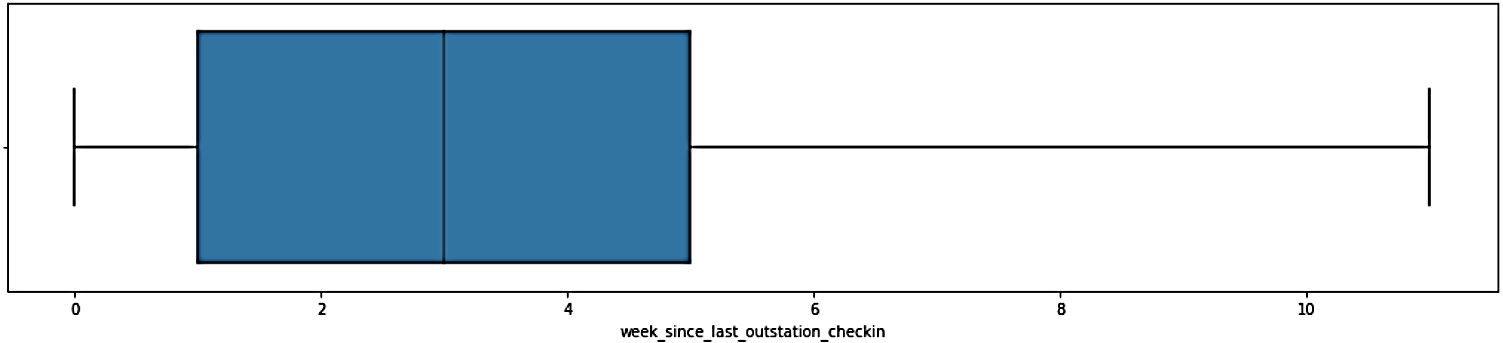 0 2 4 6 8 10
week_since_last_outstation_checkin